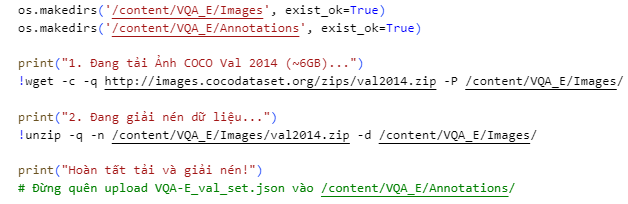 os.makedirs('/content/VQA_E/Images', exist_ok=True)
os.makedirs('/content/VQA_E/Annotations', exist_ok=True)
print("1. Đang tải Ảnh COCO Val 2014 (~6GB)...")
!wget -c -q http://images.cocodataset.org/zips/val2014.zip -P /content/VQA_E/Images/
print("2. Đang giải nén dữ liệu...")
!unzip -q -n /content/VQA_E/Images/val2014.zip -d /content/VQA_E/Images/
print("Hoàn tất tải và giải nén!")
# Đừng quên upload VQA-E_val_set.json vào /content/VQA_E/Annotations/